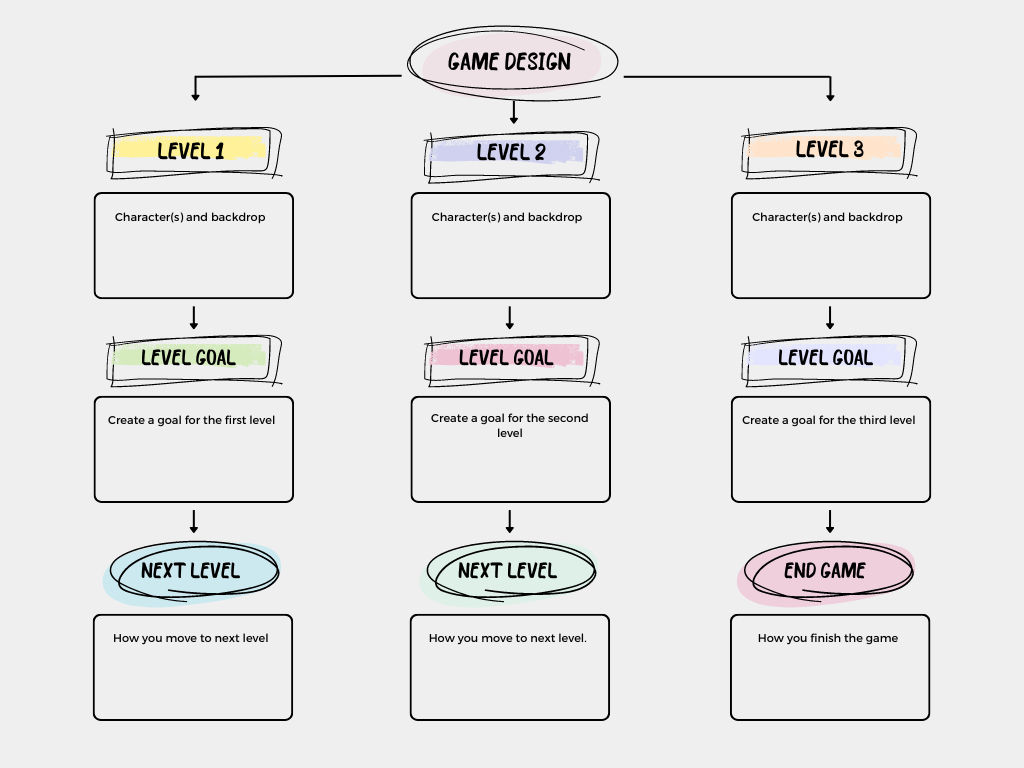 GAME DESIGN
LEVEL 1
LEVEL 2
LEVEL 3
Character(s) and backdrop
Character(s) and backdrop
Character(s) and backdrop
LEVEL GOAL
LEVEL GOAL
LEVEL GOAL
Create a goal for the first level
Create a goal for the second
level
Create a goal for the third level
NEXT LEVEL
NEXT LEVEL
END GAME
How you move to next level
How you move to next level.
How you finish the game